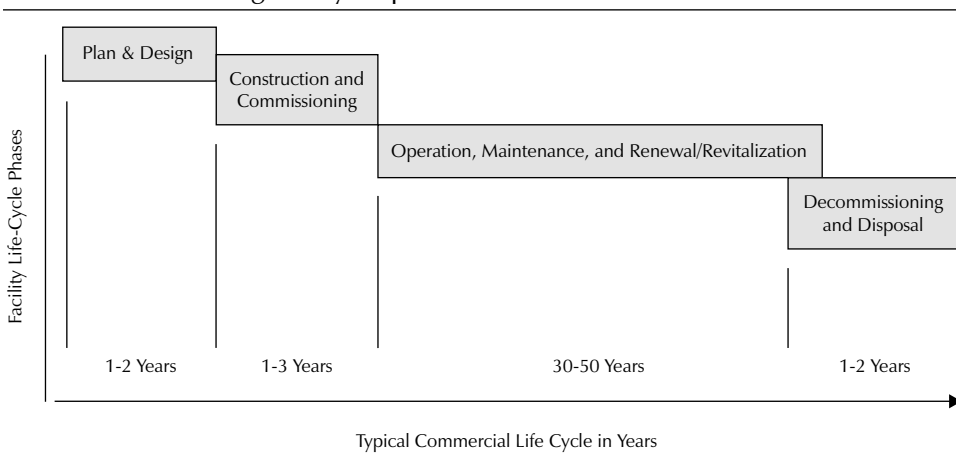 Plan & Design
Construction and
Commissioning
Operation, Maintenance, and Renewal/Revitalization
Decommissioning
and Disposal
Facility Life-Cycle Phases
1-2 Years
1-3 Years
30-50 Years
1-2 Years
Typical Commercial Life Cycle in Years